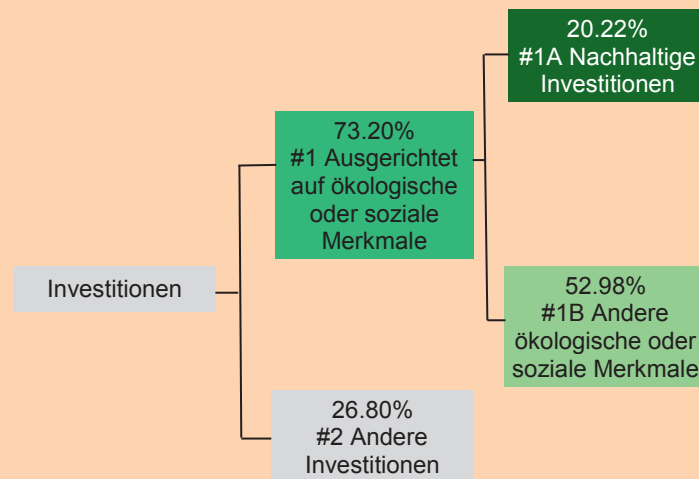 20.22%
#1A Nachhaltige
Investitionen
73.20%
#1 Ausgerichtet
auf ökologische
oder soziale
Merkmale
Investitionen
52.98%
#1B Andere
ökologische oder
soziale Merkmale
26.80%
#2 Andere
Investitionen